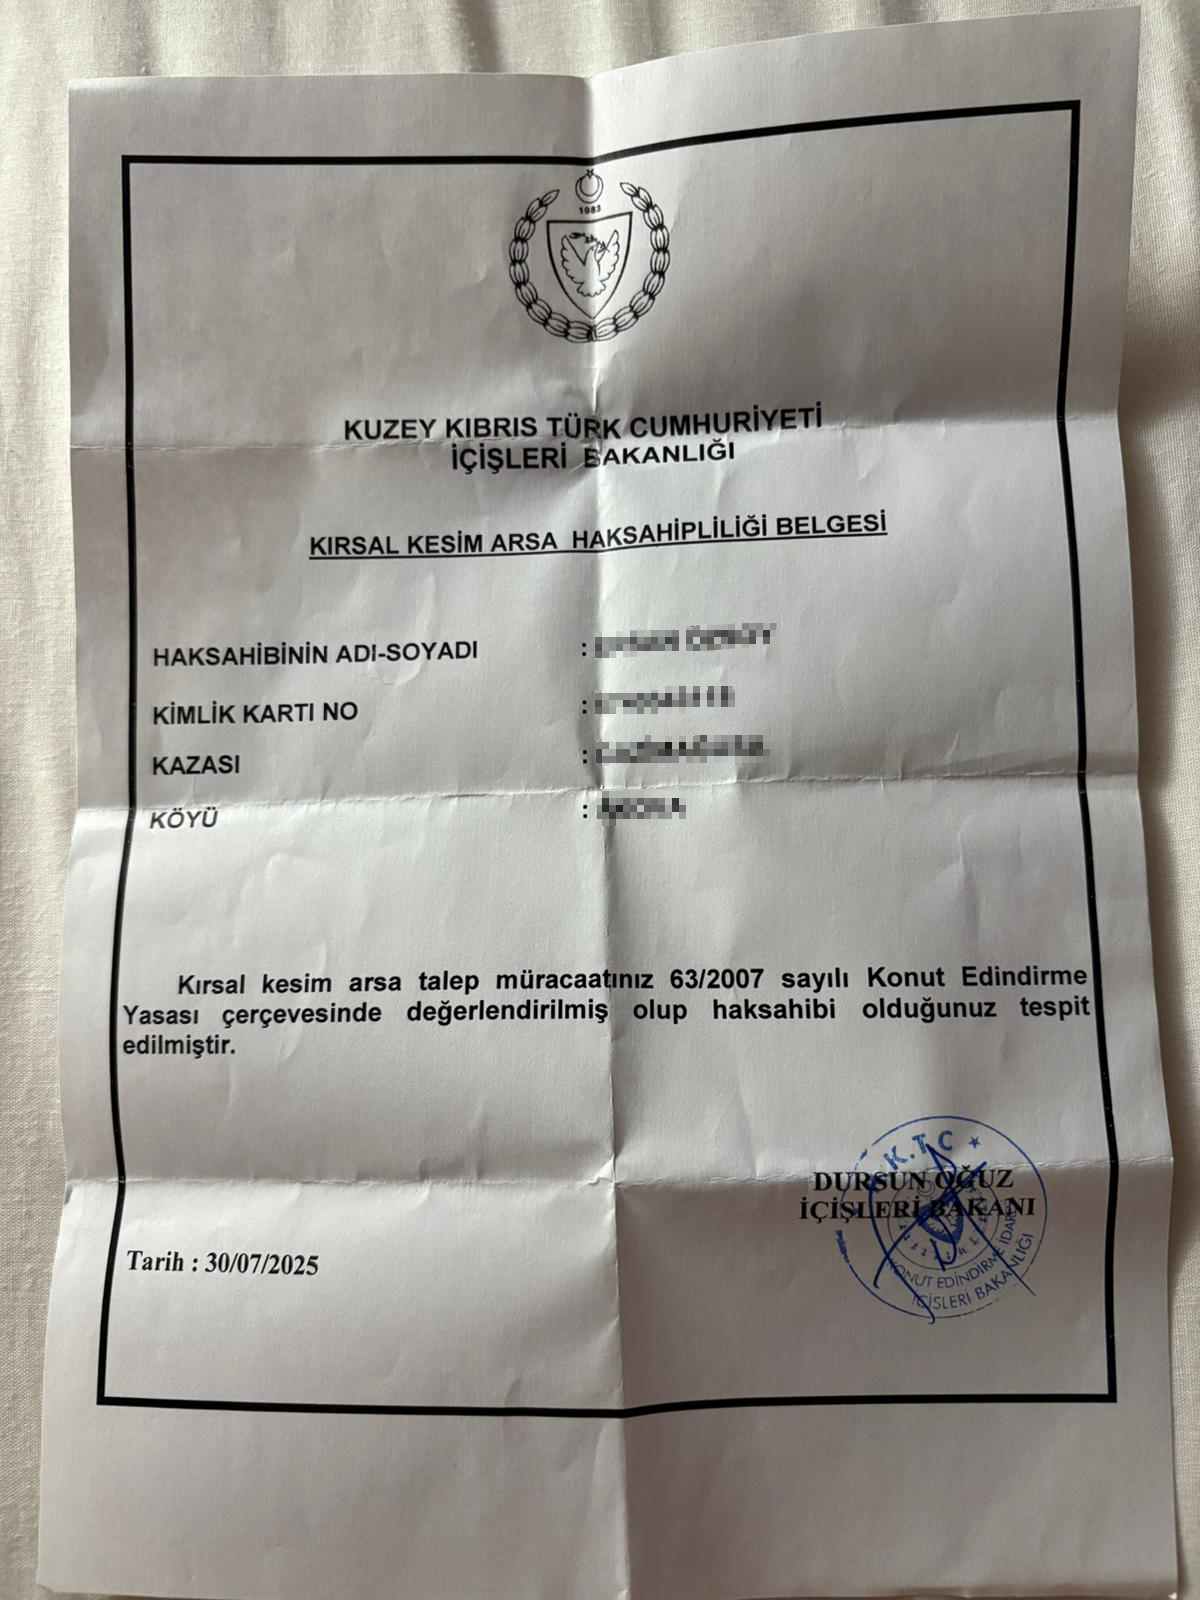 1983
KUZEY KIBRIS TÜRK CUMHURİYETİ
İÇİŞLERİ BAKANLIĞI
KIRSAL KESİM ARSA HAKSAHİPLİLİĞİ BELGESİ
HAKSAHİBİNİN ADI-SOYADI :
KİMLİK KARTI NO :
KAZASI :
KÖYÜ :
Kırsal kesim arsa talep müracaatınız 63/2007 sayılı Konut Edindirme
Yasası çerçevesinde değerlendirilmiş olup haksahibi olduğunuz tespit
edilmiştir.
K.T.C
DURSUN OĞUZ
İÇİŞLERİ BAKANI
KONUT EDİNDİRME İDARESİ
İÇİŞLERİ BAKANLIĞI
Tarih : 30/07/2025